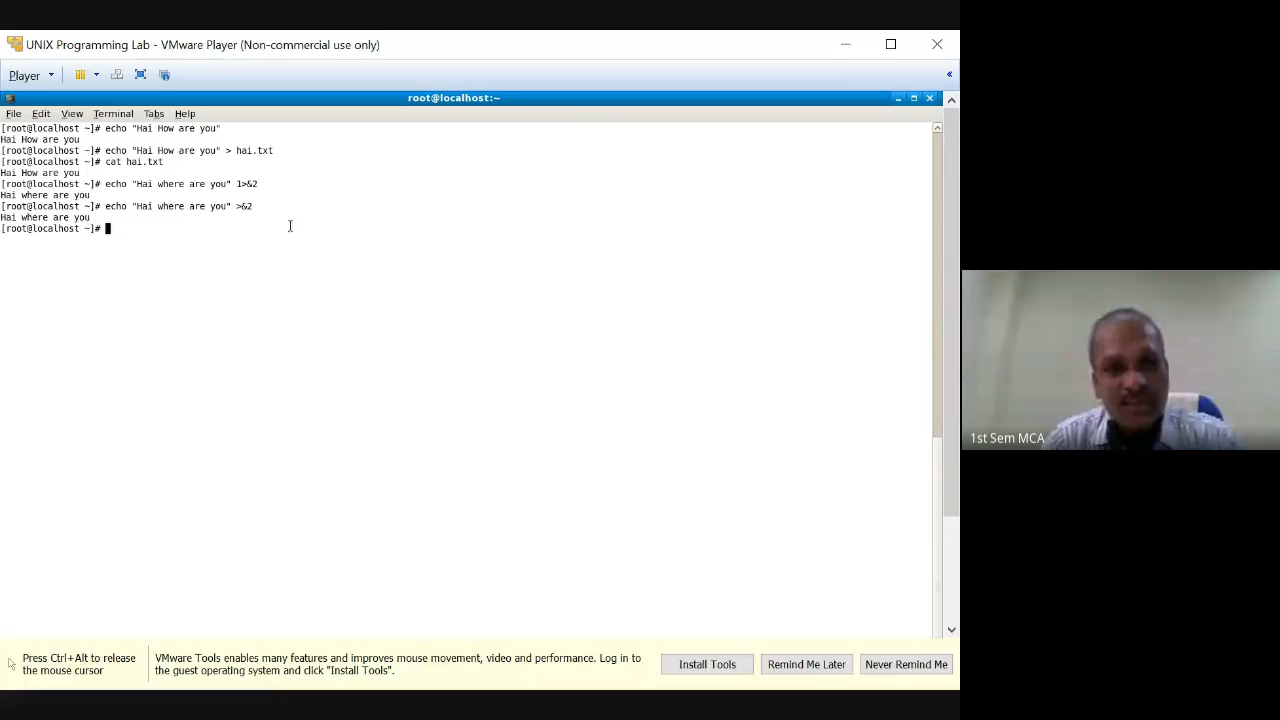 UNIX Programming Lab - VMware Player (Non-commercial use only)
Player
root@localhost:~
File Edit View Terminal Tabs Help
[root@localhost ~]# echo "Hai How are you"
Hai How are you
[root@localhost ~]# echo "Hai How are you" > hai.txt
[root@localhost ~]# cat hai.txt
Hai How are you
[root@localhost ~]# echo "Hai where are you" 1>&2
Hai where are you
[root@localhost ~]# echo "Hai where are you" >&2
Hai where are you
[root@localhost ~]#
1st Sem MCA
Press Ctrl+Alt to release
the mouse cursor
VMware Tools enables many features and improves mouse movement, video and performance. Log in to
the guest operating system and click "Install Tools".
Install Tools
Remind Me Later
Never Remind Me